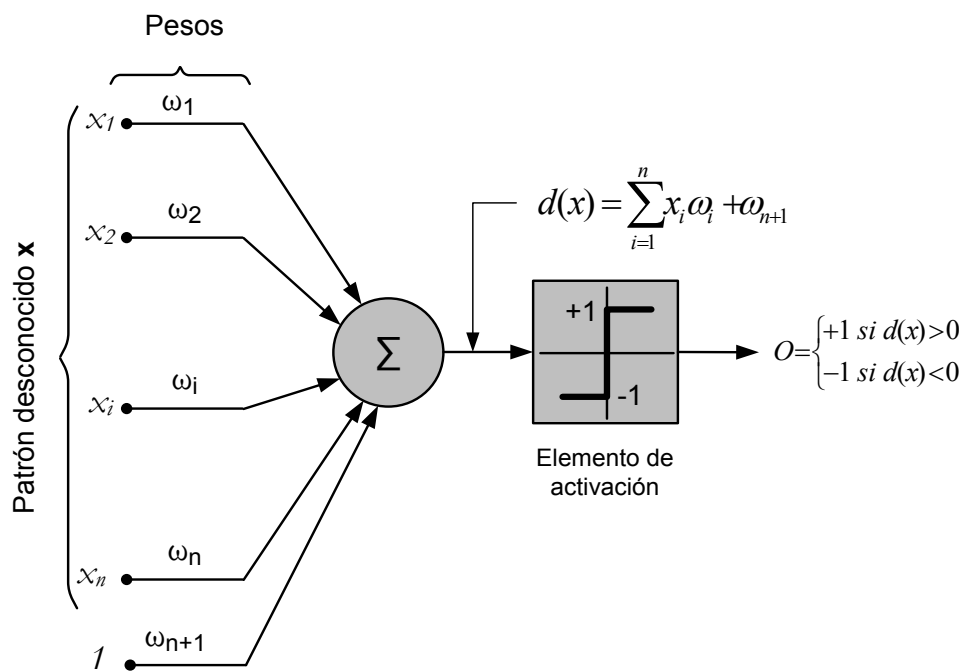 Pesos
Patrón desconocido x
x1
ω1
x2
ω2
xi
ωi
xn
ωn
1
ωn+1
Σ
d(x) = ∑_{i=1}^{n} x_i ω_i + ω_{n+1}
+1
-1
Elemento de
activación
O = { +1 si d(x)>0
-1 si d(x)<0